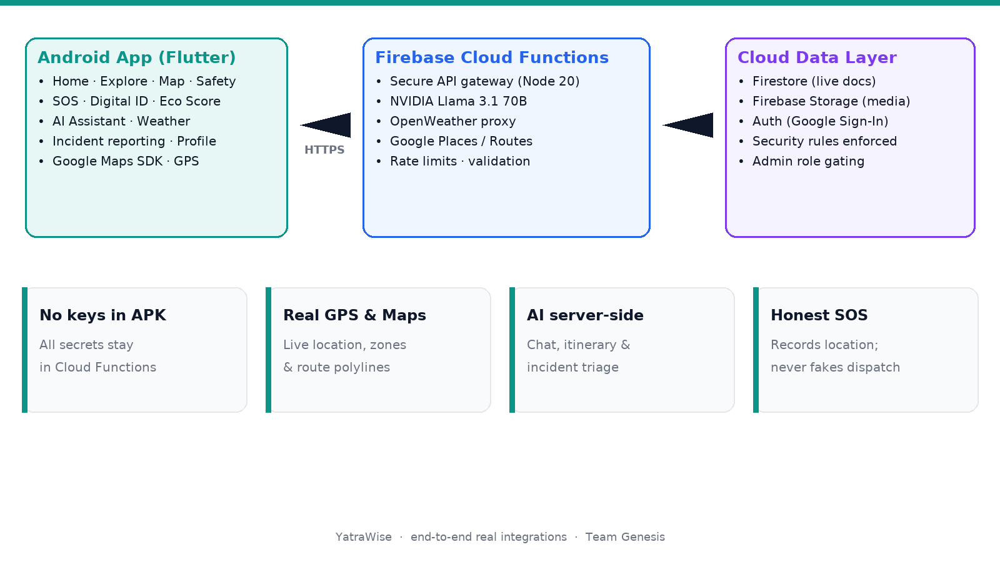 Android App (Flutter)
• Home · Explore · Map · Safety
• SOS · Digital ID · Eco Score
• AI Assistant · Weather
• Incident reporting · Profile
• Google Maps SDK · GPS
HTTPS
Firebase Cloud Functions
• Secure API gateway (Node 20)
• NVIDIA Llama 3.1 70B
• OpenWeather proxy
• Google Places / Routes
• Rate limits · validation
Cloud Data Layer
• Firestore (live docs)
• Firebase Storage (media)
• Auth (Google Sign-In)
• Security rules enforced
• Admin role gating
No keys in APK
All secrets stay
in Cloud Functions
Real GPS & Maps
Live location, zones
& route polylines
AI server-side
Chat, itinerary &
incident triage
Honest SOS
Records location;
never fakes dispatch
YatraWise · end-to-end real integrations · Team Genesis